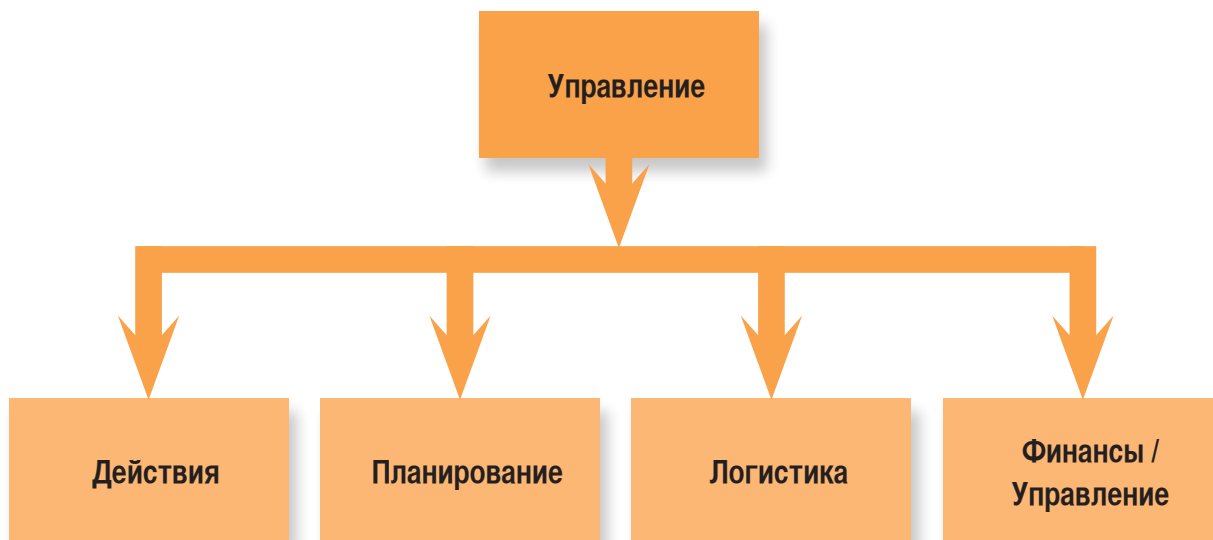 Управление
Действия
Планирование
Логистика
Финансы /
Управление